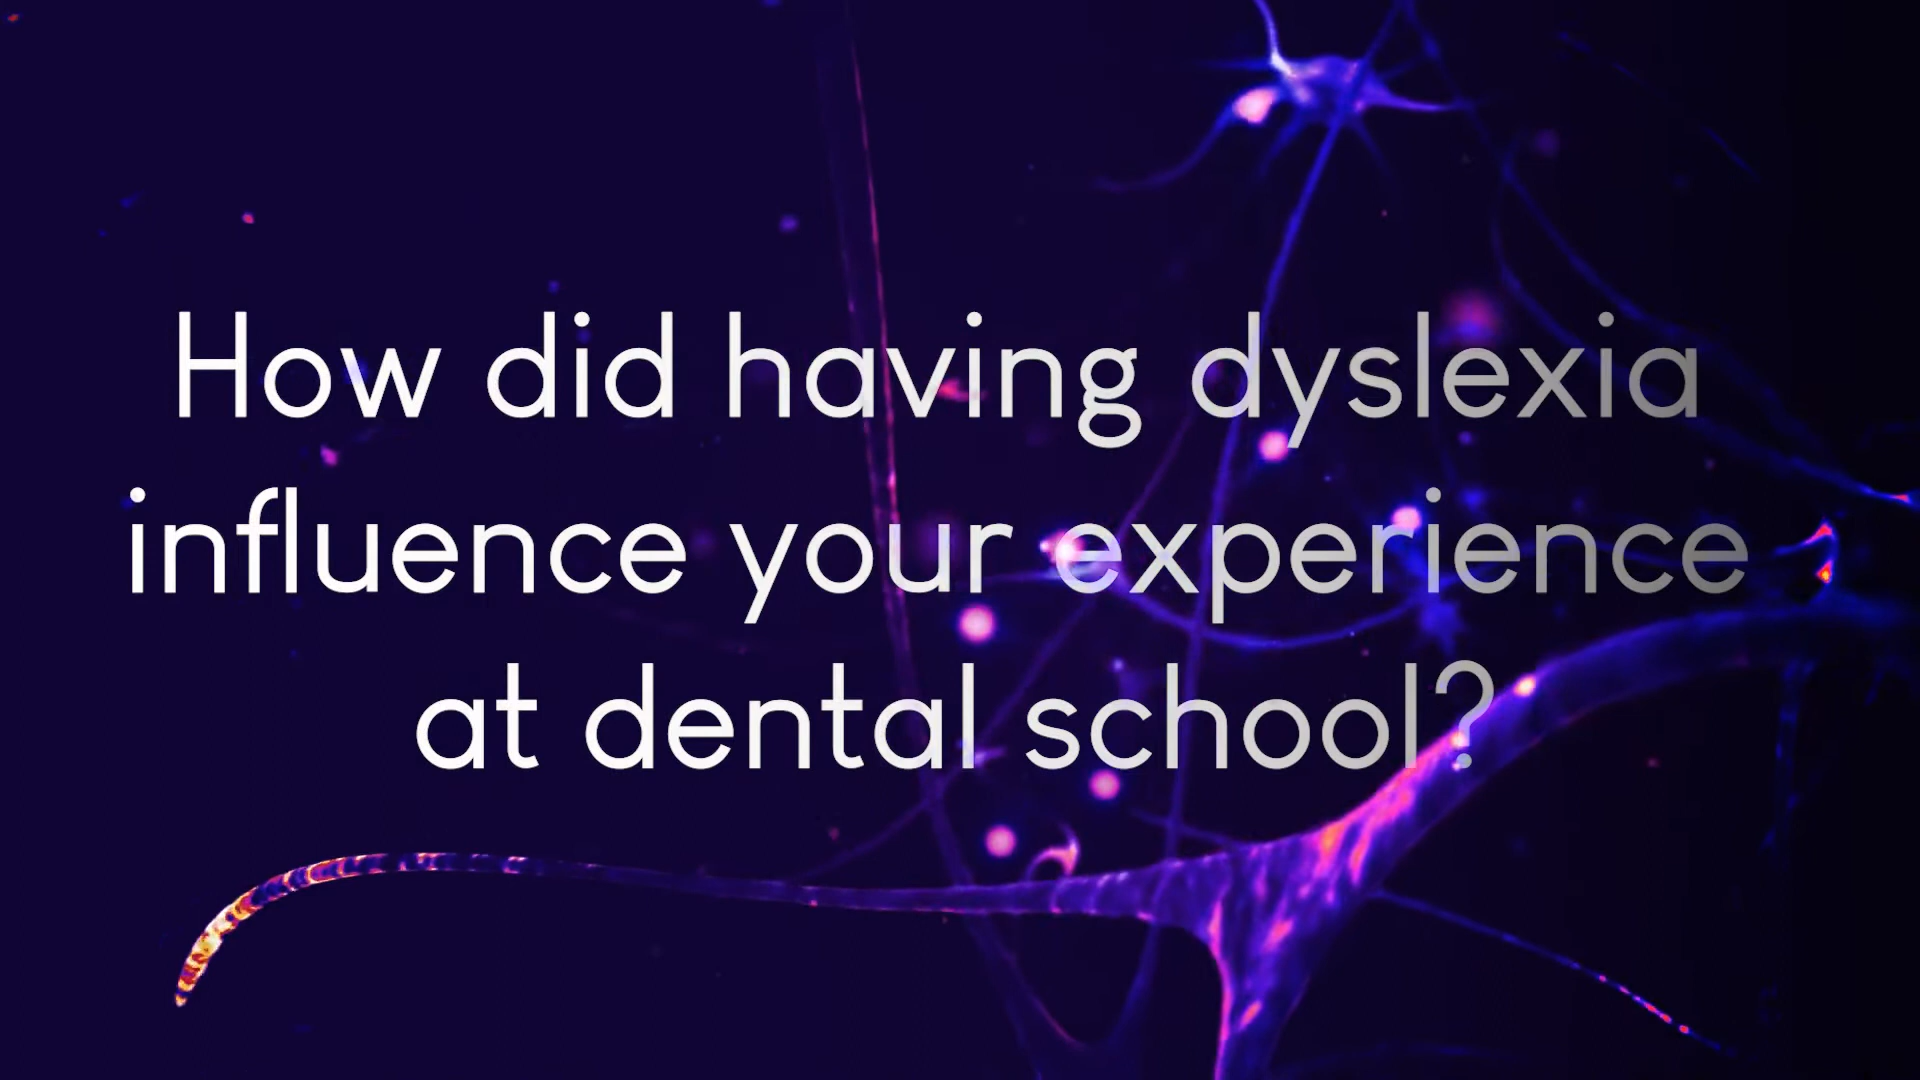 How did having dyslexia
influence your experience
at dental school?